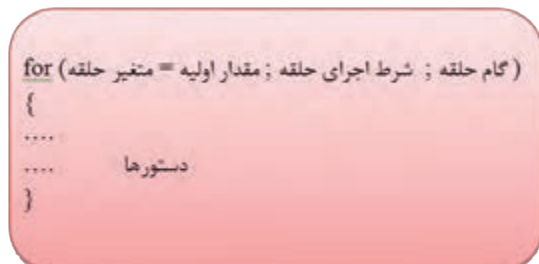 for (متغیر حلقه = مقدار اولیه ; شرط اجرای حلقه ; گام حلقه)
{
....
.... دستورها
}